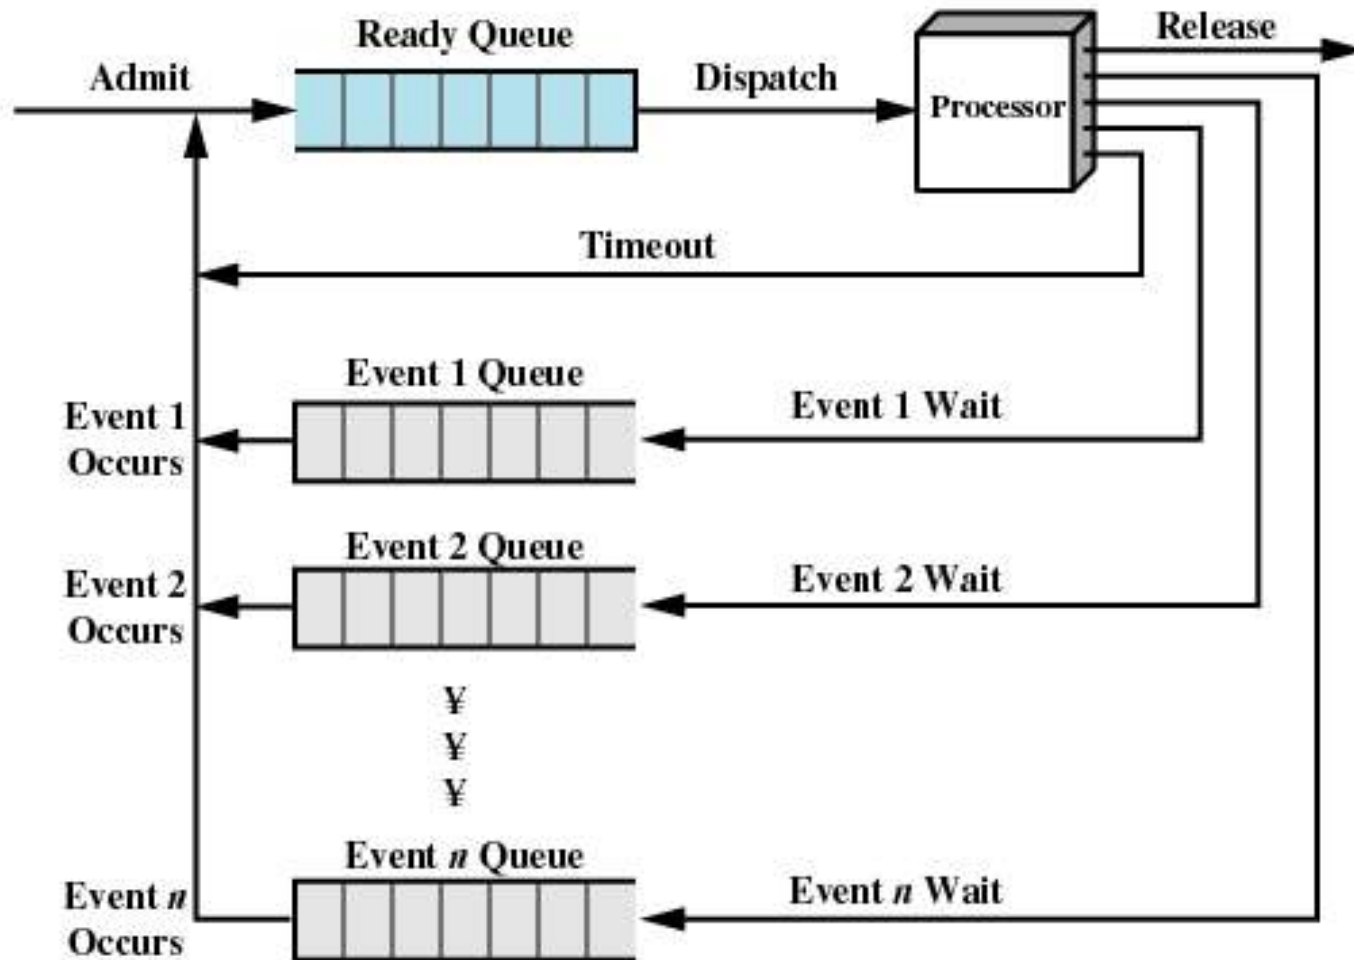 Ready Queue
Release
Admit
Dispatch
Processor
Timeout
Event 1 Queue
Event 1
Occurs
Event 1 Wait
Event 2 Queue
Event 2
Occurs
Event 2 Wait
¥
¥
¥
Event n Queue
Event n
Occurs
Event n Wait